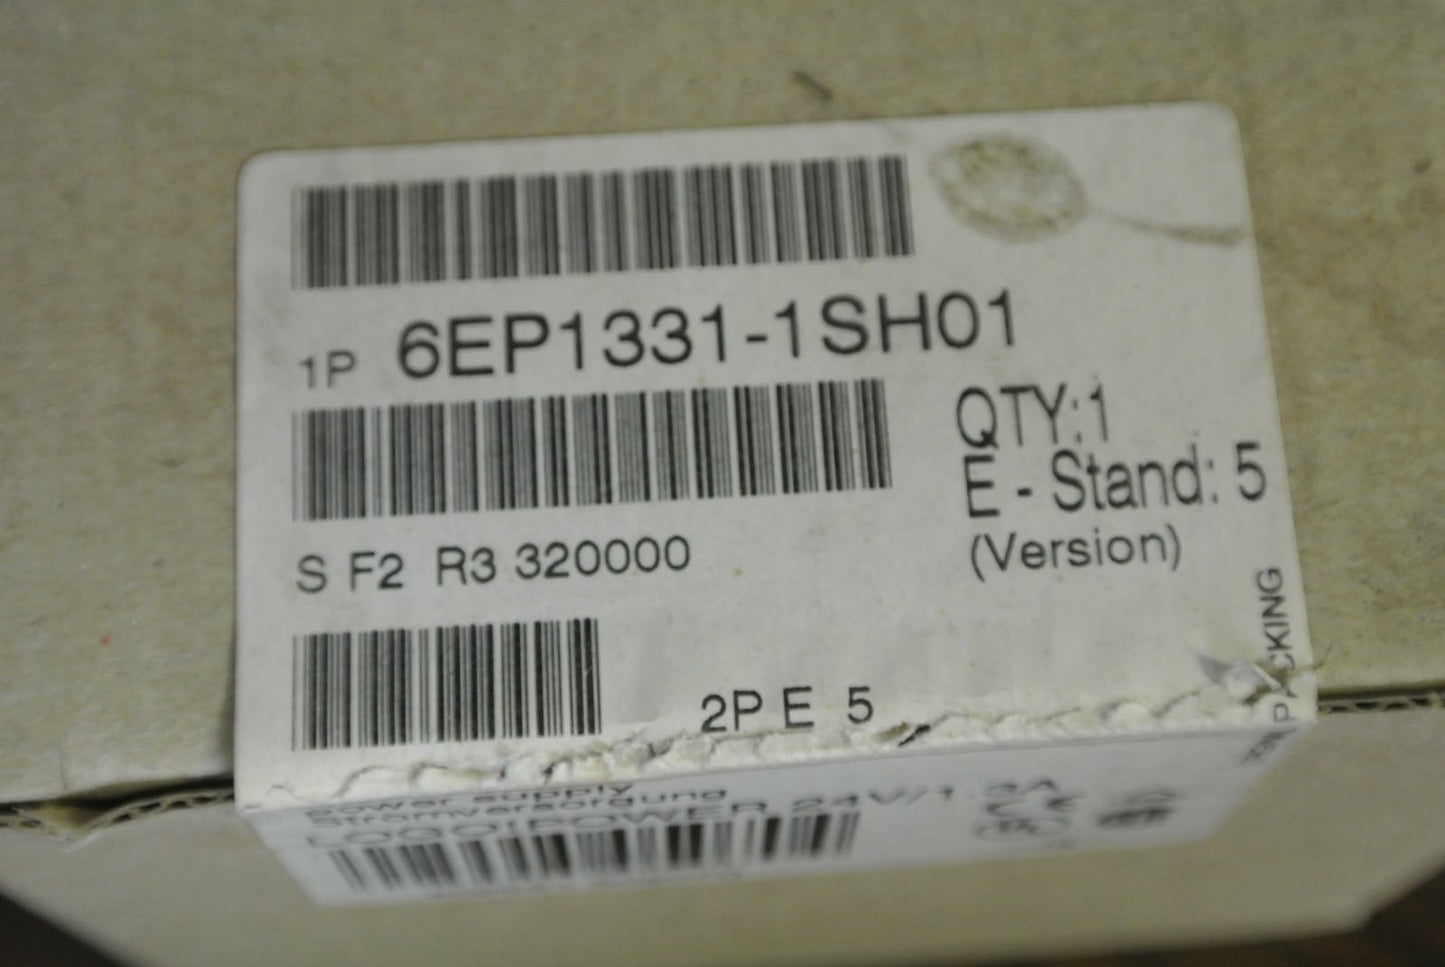 1P 6EP1331-1SH01
QTY:1
E - Stand: 5
(Version)
S F2 R3 320000
2P E 5
power supply
Stromversorgung
LOGO!POWER 24V/1.3A